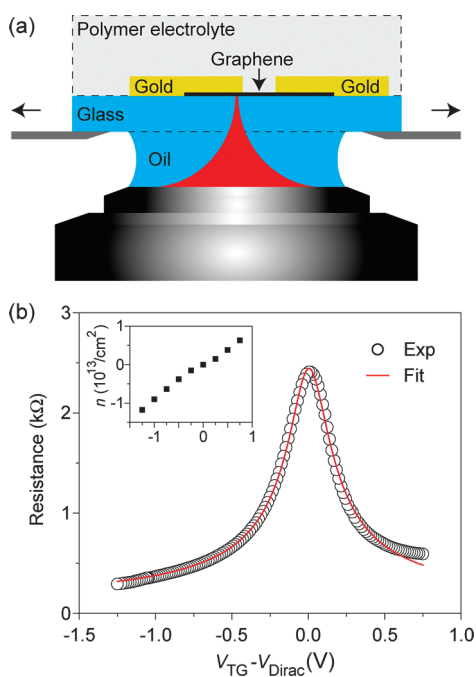 (a)
Polymer electrolyte
Graphene
Gold
Gold
Glass
Oil
(b)
3
2
1
0
Resistance (kΩ)
n (10¹³/cm²)
1
0
-1
-1
0
1
Exp
Fit
-1.5
-1.0
-0.5
0.0
0.5
1.0
V_TG-V_Dirac(V)